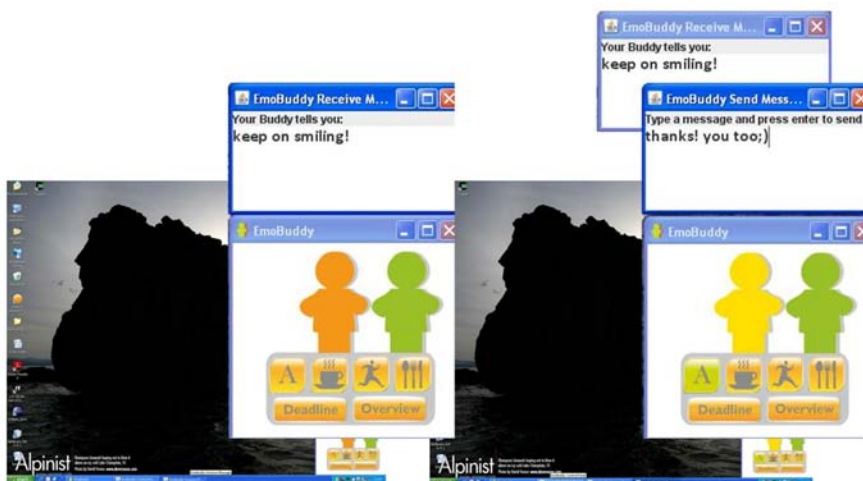 EmoBuddy Receive M...
Your Buddy tells you:
keep on smiling!
EmoBuddy
A
Deadline
Overview
Alpinist
EmoBuddy Receive M...
Your Buddy tells you:
keep on smiling!
EmoBuddy Send Mess...
Type a message and press enter to send
thanks! you too;)
EmoBuddy
A
Deadline
Overview
Alpinist